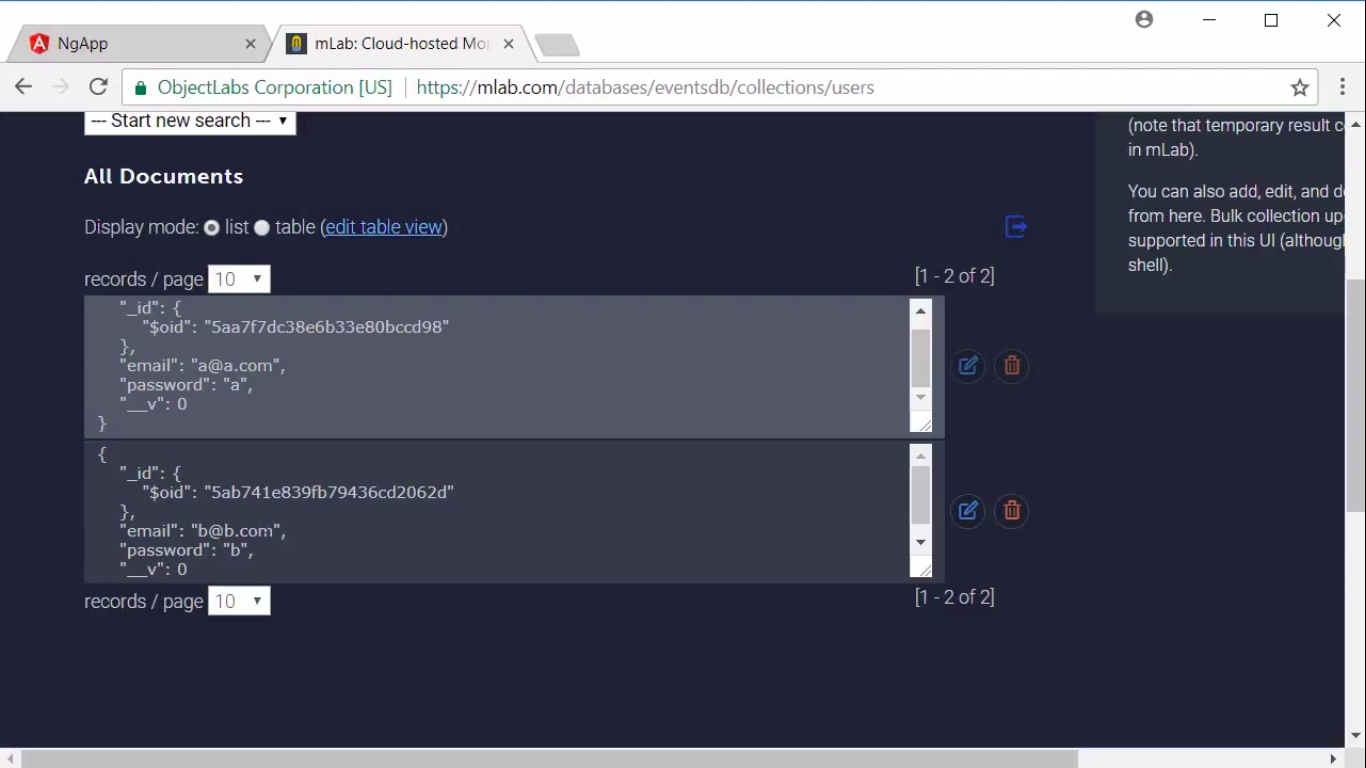 NgApp
mLab: Cloud-hosted Mo
ObjectLabs Corporation [US]
https://mlab.com/databases/eventsdb/collections/users
--- Start new search ---
(note that temporary result c
in mLab).
You can also add, edit, and d
from here. Bulk collection up
supported in this UI (althoug
shell).
All Documents
Display mode: list table (edit table view)
records / page 10
[1 - 2 of 2]
"_id": {
"$oid": "5aa7f7dc38e6b33e80bccd98"
},
"email": "a@a.com",
"password": "a",
"__v": 0
}
{
"_id": {
"$oid": "5ab741e839fb79436cd2062d"
},
"email": "b@b.com",
"password": "b",
"__v": 0
records / page 10
[1 - 2 of 2]